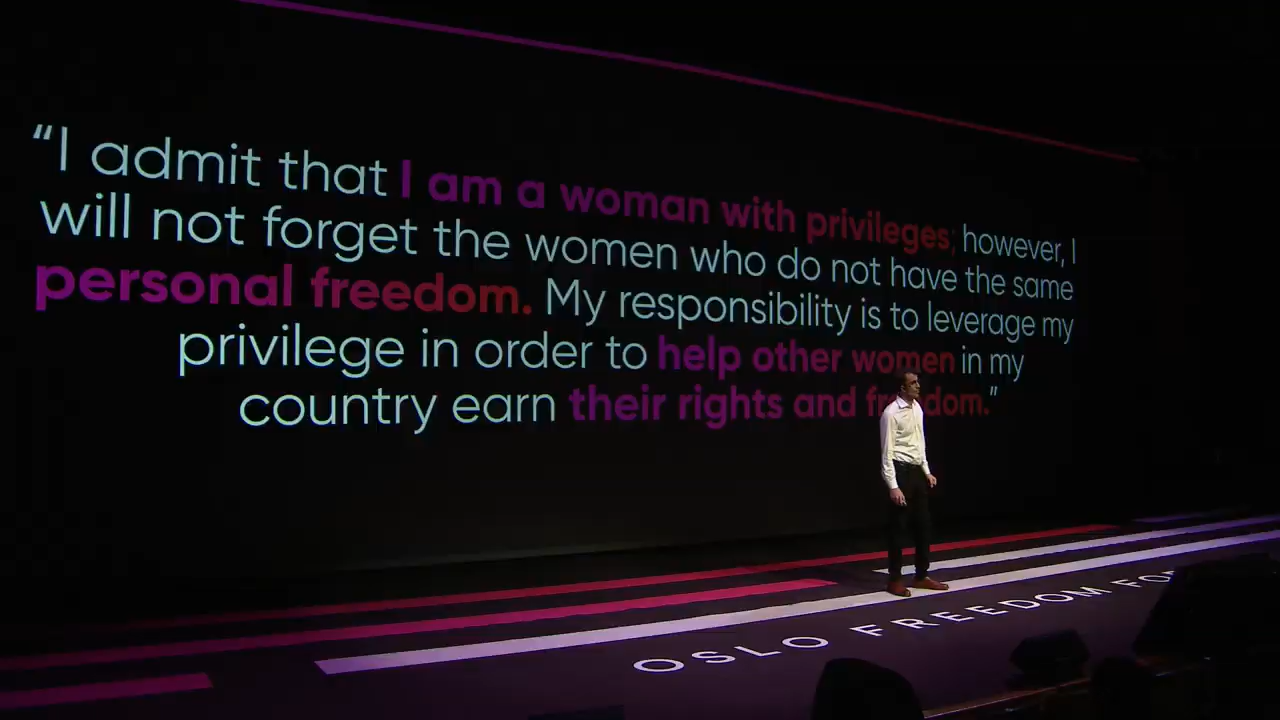 “I admit that I am a woman with privileges; however, I
will not forget the women who do not have the same
personal freedom. My responsibility is to leverage my
privilege in order to help other women in my
country earn their rights and freedom.”
OSLO FREEDOM